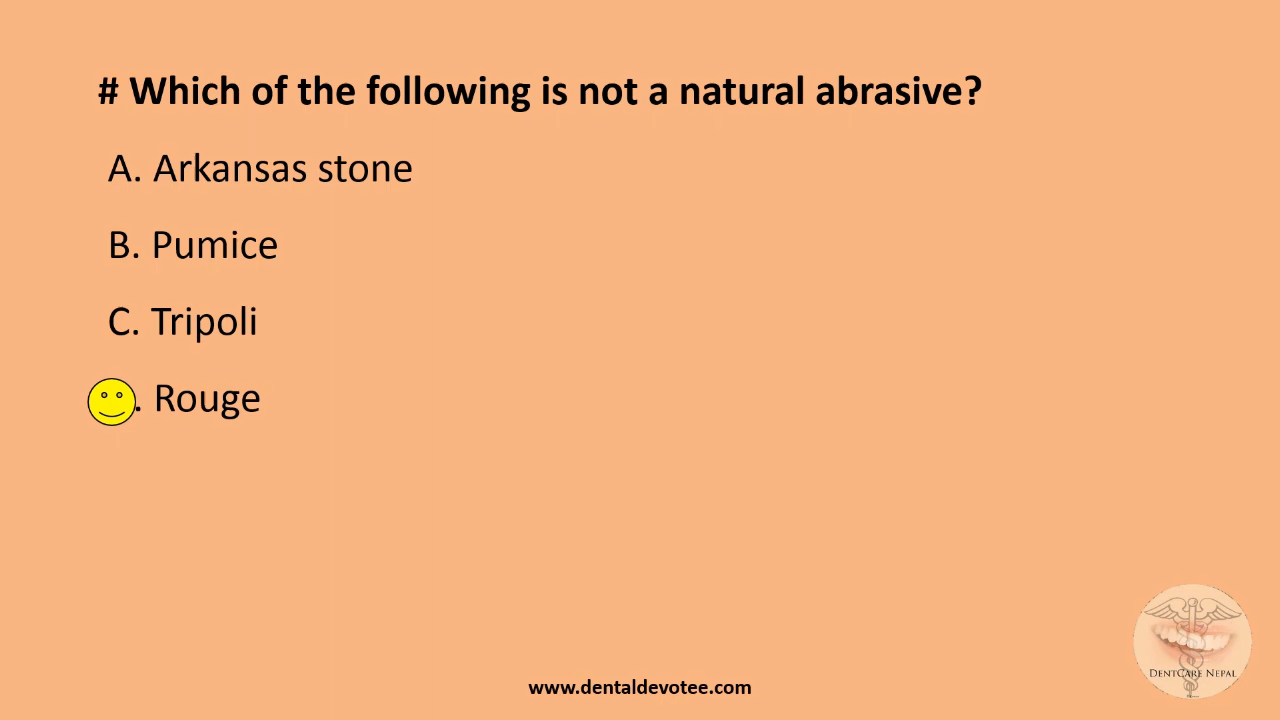 # Which of the following is not a natural abrasive?
A. Arkansas stone
B. Pumice
C. Tripoli
. Rouge
DENTCARE NEPAL
www.dentaldevotee.com